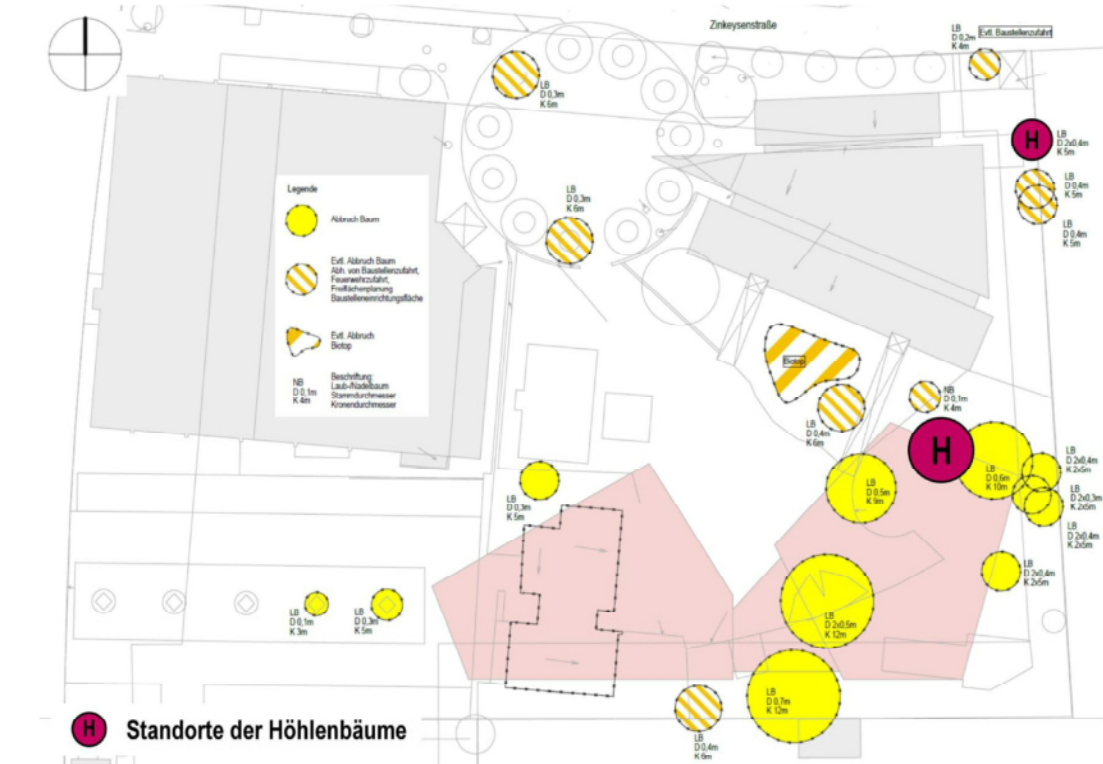 Zinkeysenstraße
LB
D 0,2m
K 4m
Evtl. Baustellenzufahrt
LB
D 0,3m
K 6m
H
LB
D 2x0,4m
K 5m
LB
D 0,4m
K 5m
LB
D 0,4m
K 5m
LB
D 0,3m
K 6m
Legende
Abbruch Baum
Evtl. Abbruch Baum
Abh. von Baustellenzufahrt,
Feuerwehrzufahrt,
Freiflächenplanung
Baustelleneinrichtungsfläche
Evtl. Abbruch
Biotop
NB
D 0,1m
K 4m
Beschriftung:
Laub-/Nadelbaum
Stammdurchmesser
Kronendurchmesser
Biotop
NB
D 0,1m
K 4m
LB
D 0,4m
K 6m
H
LB
D 0,6m
K 10m
LB
D 2x0,4m
K 2x5m
LB
D 0,5m
K 9m
LB
D 2x0,3m
K 2x5m
LB
D 0,3m
K 5m
LB
D 2x0,4m
K 2x5m
LB
D 2x0,4m
K 2x5m
LB
D 0,1m
K 3m
LB
D 0,3m
K 5m
LB
D 2x0,5m
K 12m
LB
D 0,7m
K 12m
LB
D 0,4m
K 6m
H Standorte der Höhlenbäume